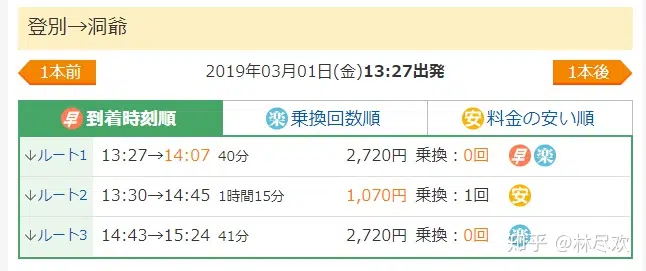 登別→洞爺
1本前
2019年03月01日(金)13:27出発
1本後
早 到着時刻順
楽 乗換回数順
安 料金の安い順
↓ルート1 13:27→14:07 40分 2,720円 乗換：0回 早 楽
↓ルート2 13:30→14:45 1時間15分 1,070円 乗換：1回 安
↓ルート3 14:43→15:24 41分 2,720円 乗換：0回 楽
知乎 @林尽欢